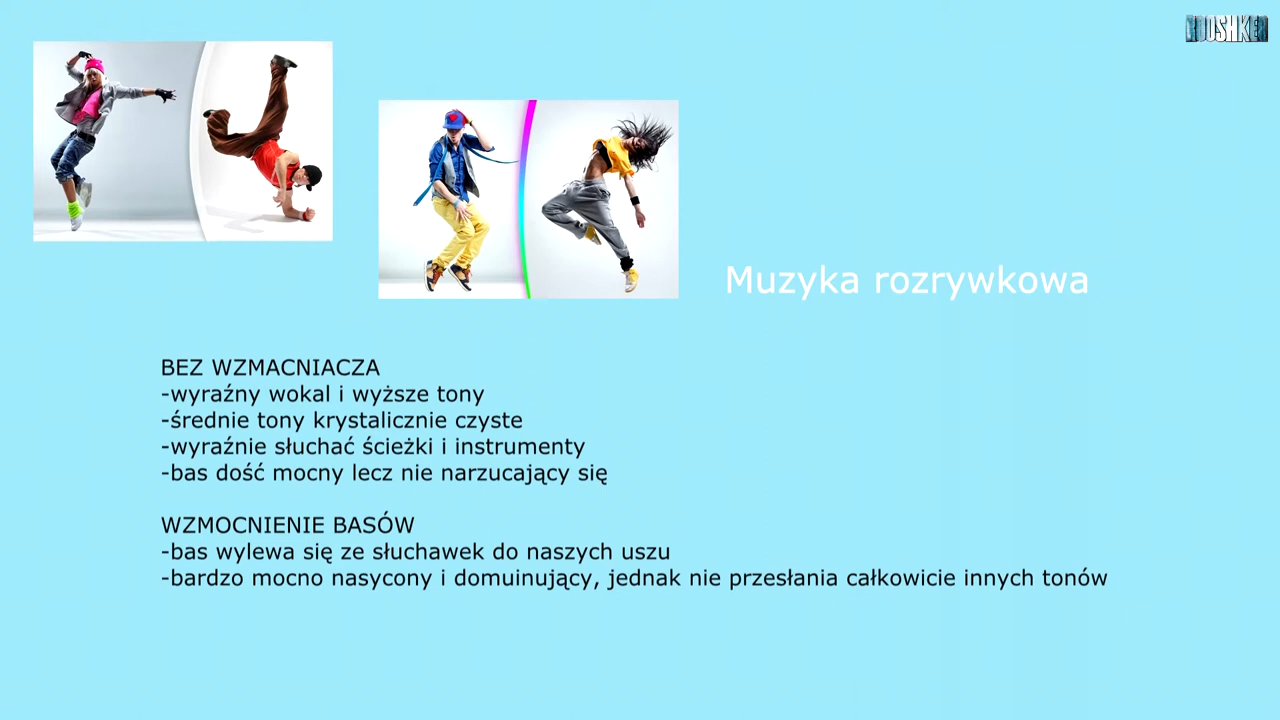 ROOSHKER
Muzyka rozrywkowa
BEZ WZMACNIACZA
-wyraźny wokal i wyższe tony
-średnie tony krystalicznie czyste
-wyraźnie słuchać ścieżki i instrumenty
-bas dość mocny lecz nie narzucający się
WZMOCNIENIE BASÓW
-bas wylewa się ze słuchawek do naszych uszu
-bardzo mocno nasycony i domuinujący, jednak nie przesłania całkowicie innych tonów